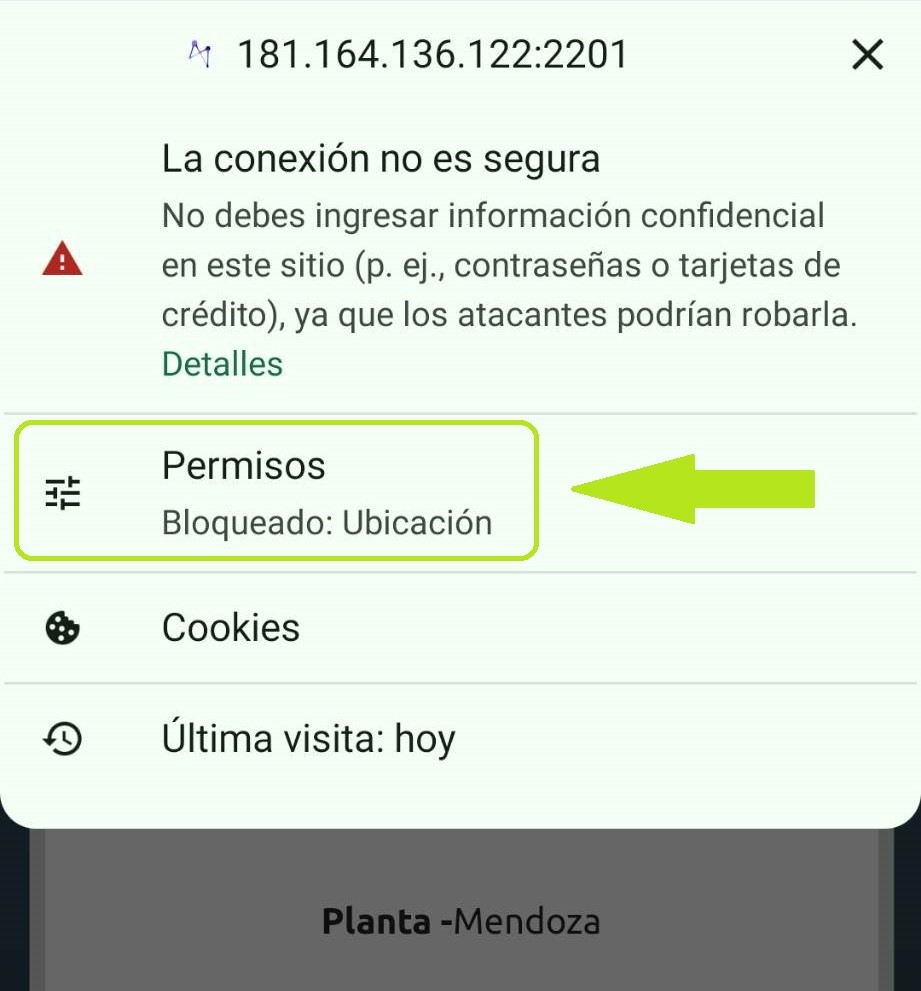 181.164.136.122:2201
La conexión no es segura
No debes ingresar información confidencial
en este sitio (p. ej., contraseñas o tarjetas de
crédito), ya que los atacantes podrían robarla.
Detalles
Permisos
Bloqueado: Ubicación
Cookies
Última visita: hoy
Planta -Mendoza